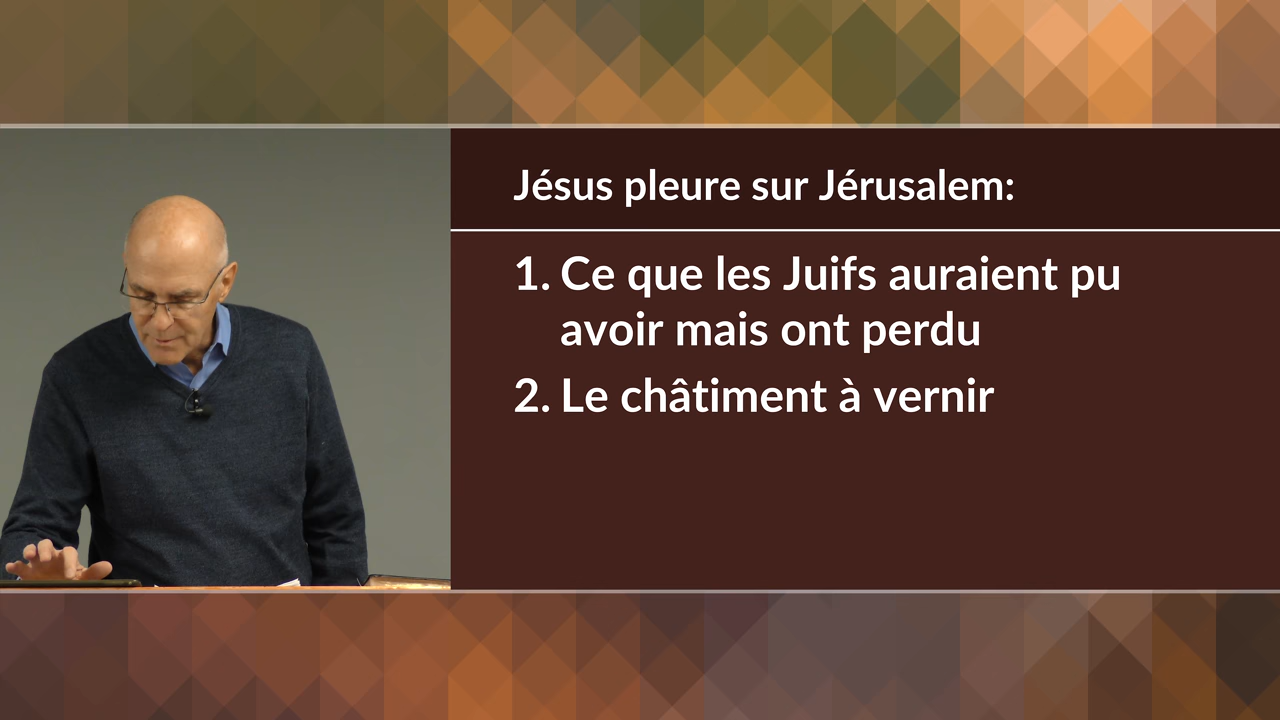 Jésus pleure sur Jérusalem:
1. Ce que les Juifs auraient pu
avoir mais ont perdu
2. Le châtiment à vernir